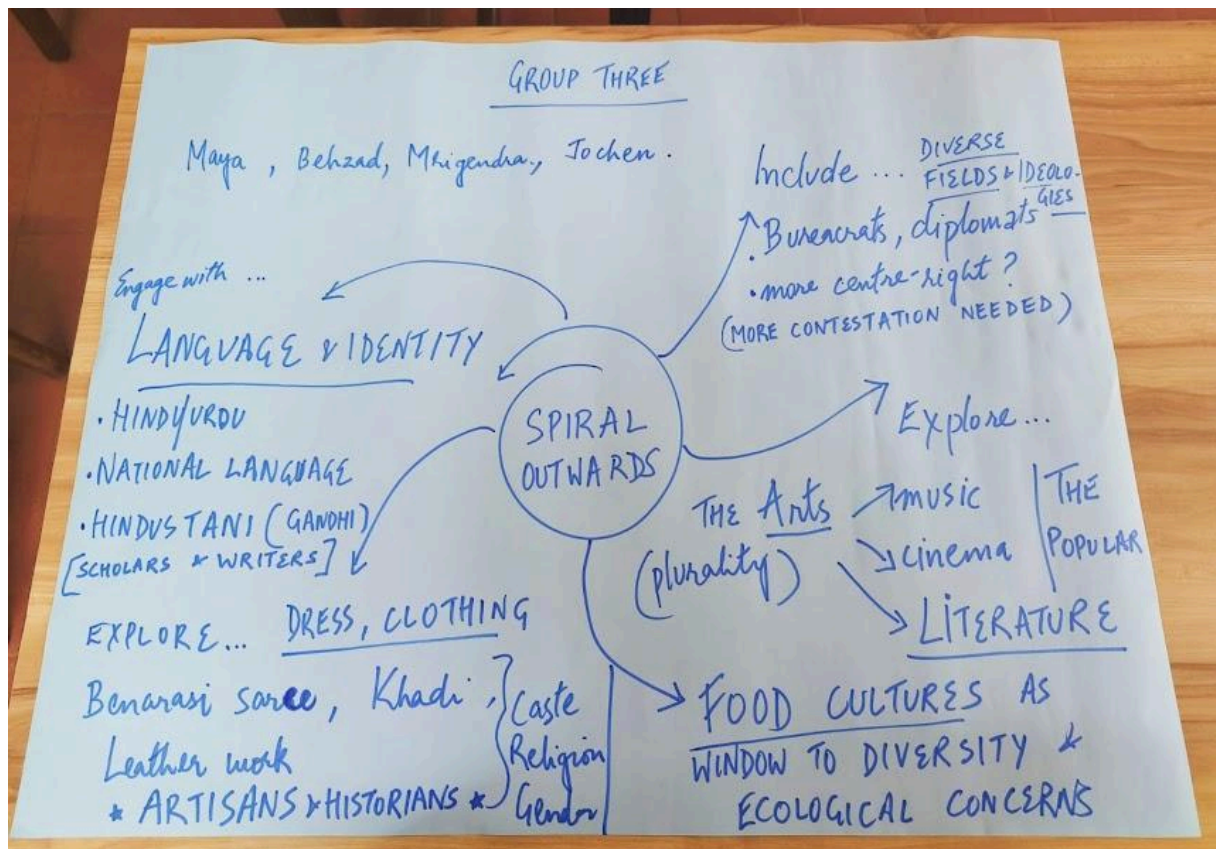 GROUP THREE
Maya, Behzad, Mrigendra, Jochen.
Include... DIVERSE
FIELDS & IDEOLO-
GIES
• Bureacrats, diplomats
• more centre-right?
(MORE CONTESTATION NEEDED)
Engage with ...
LANGUAGE & IDENTITY
• HINDI/URDU
• NATIONAL LANGUAGE
• HINDUSTANI (GANDHI)
[SCHOLARS & WRITERS]
SPIRAL
OUTWARDS
Explore...
THE Arts
(plurality)
music
cinema
THE
POPULAR
LITERATURE
EXPLORE... DRESS, CLOTHING
Benarasi saree, Khadi,
Leather work
* ARTISANS & HISTORIANS *
Caste
Religion
Gender
FOOD CULTURES AS
WINDOW TO DIVERSITY &
ECOLOGICAL CONCERNS